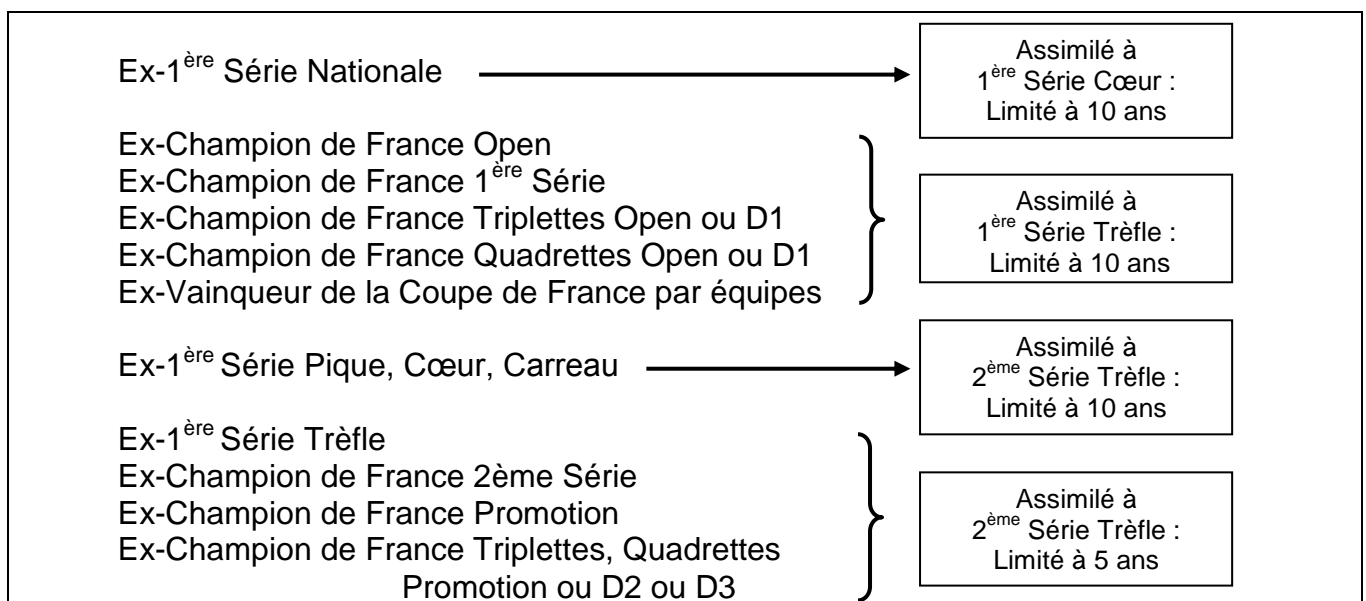 Ex-1ère Série Nationale
Assimilé à
1ère Série Cœur :
Limité à 10 ans
Ex-Champion de France Open
Ex-Champion de France 1ère Série
Ex-Champion de France Triplettes Open ou D1
Ex-Champion de France Quadrettes Open ou D1
Ex-Vainqueur de la Coupe de France par équipes
Assimilé à
1ère Série Trèfle :
Limité à 10 ans
Ex-1ère Série Pique, Cœur, Carreau
Assimilé à
2ème Série Trèfle :
Limité à 10 ans
Ex-1ère Série Trèfle
Ex-Champion de France 2ème Série
Ex-Champion de France Promotion
Ex-Champion de France Triplettes, Quadrettes
Promotion ou D2 ou D3
Assimilé à
2ème Série Trèfle :
Limité à 5 ans